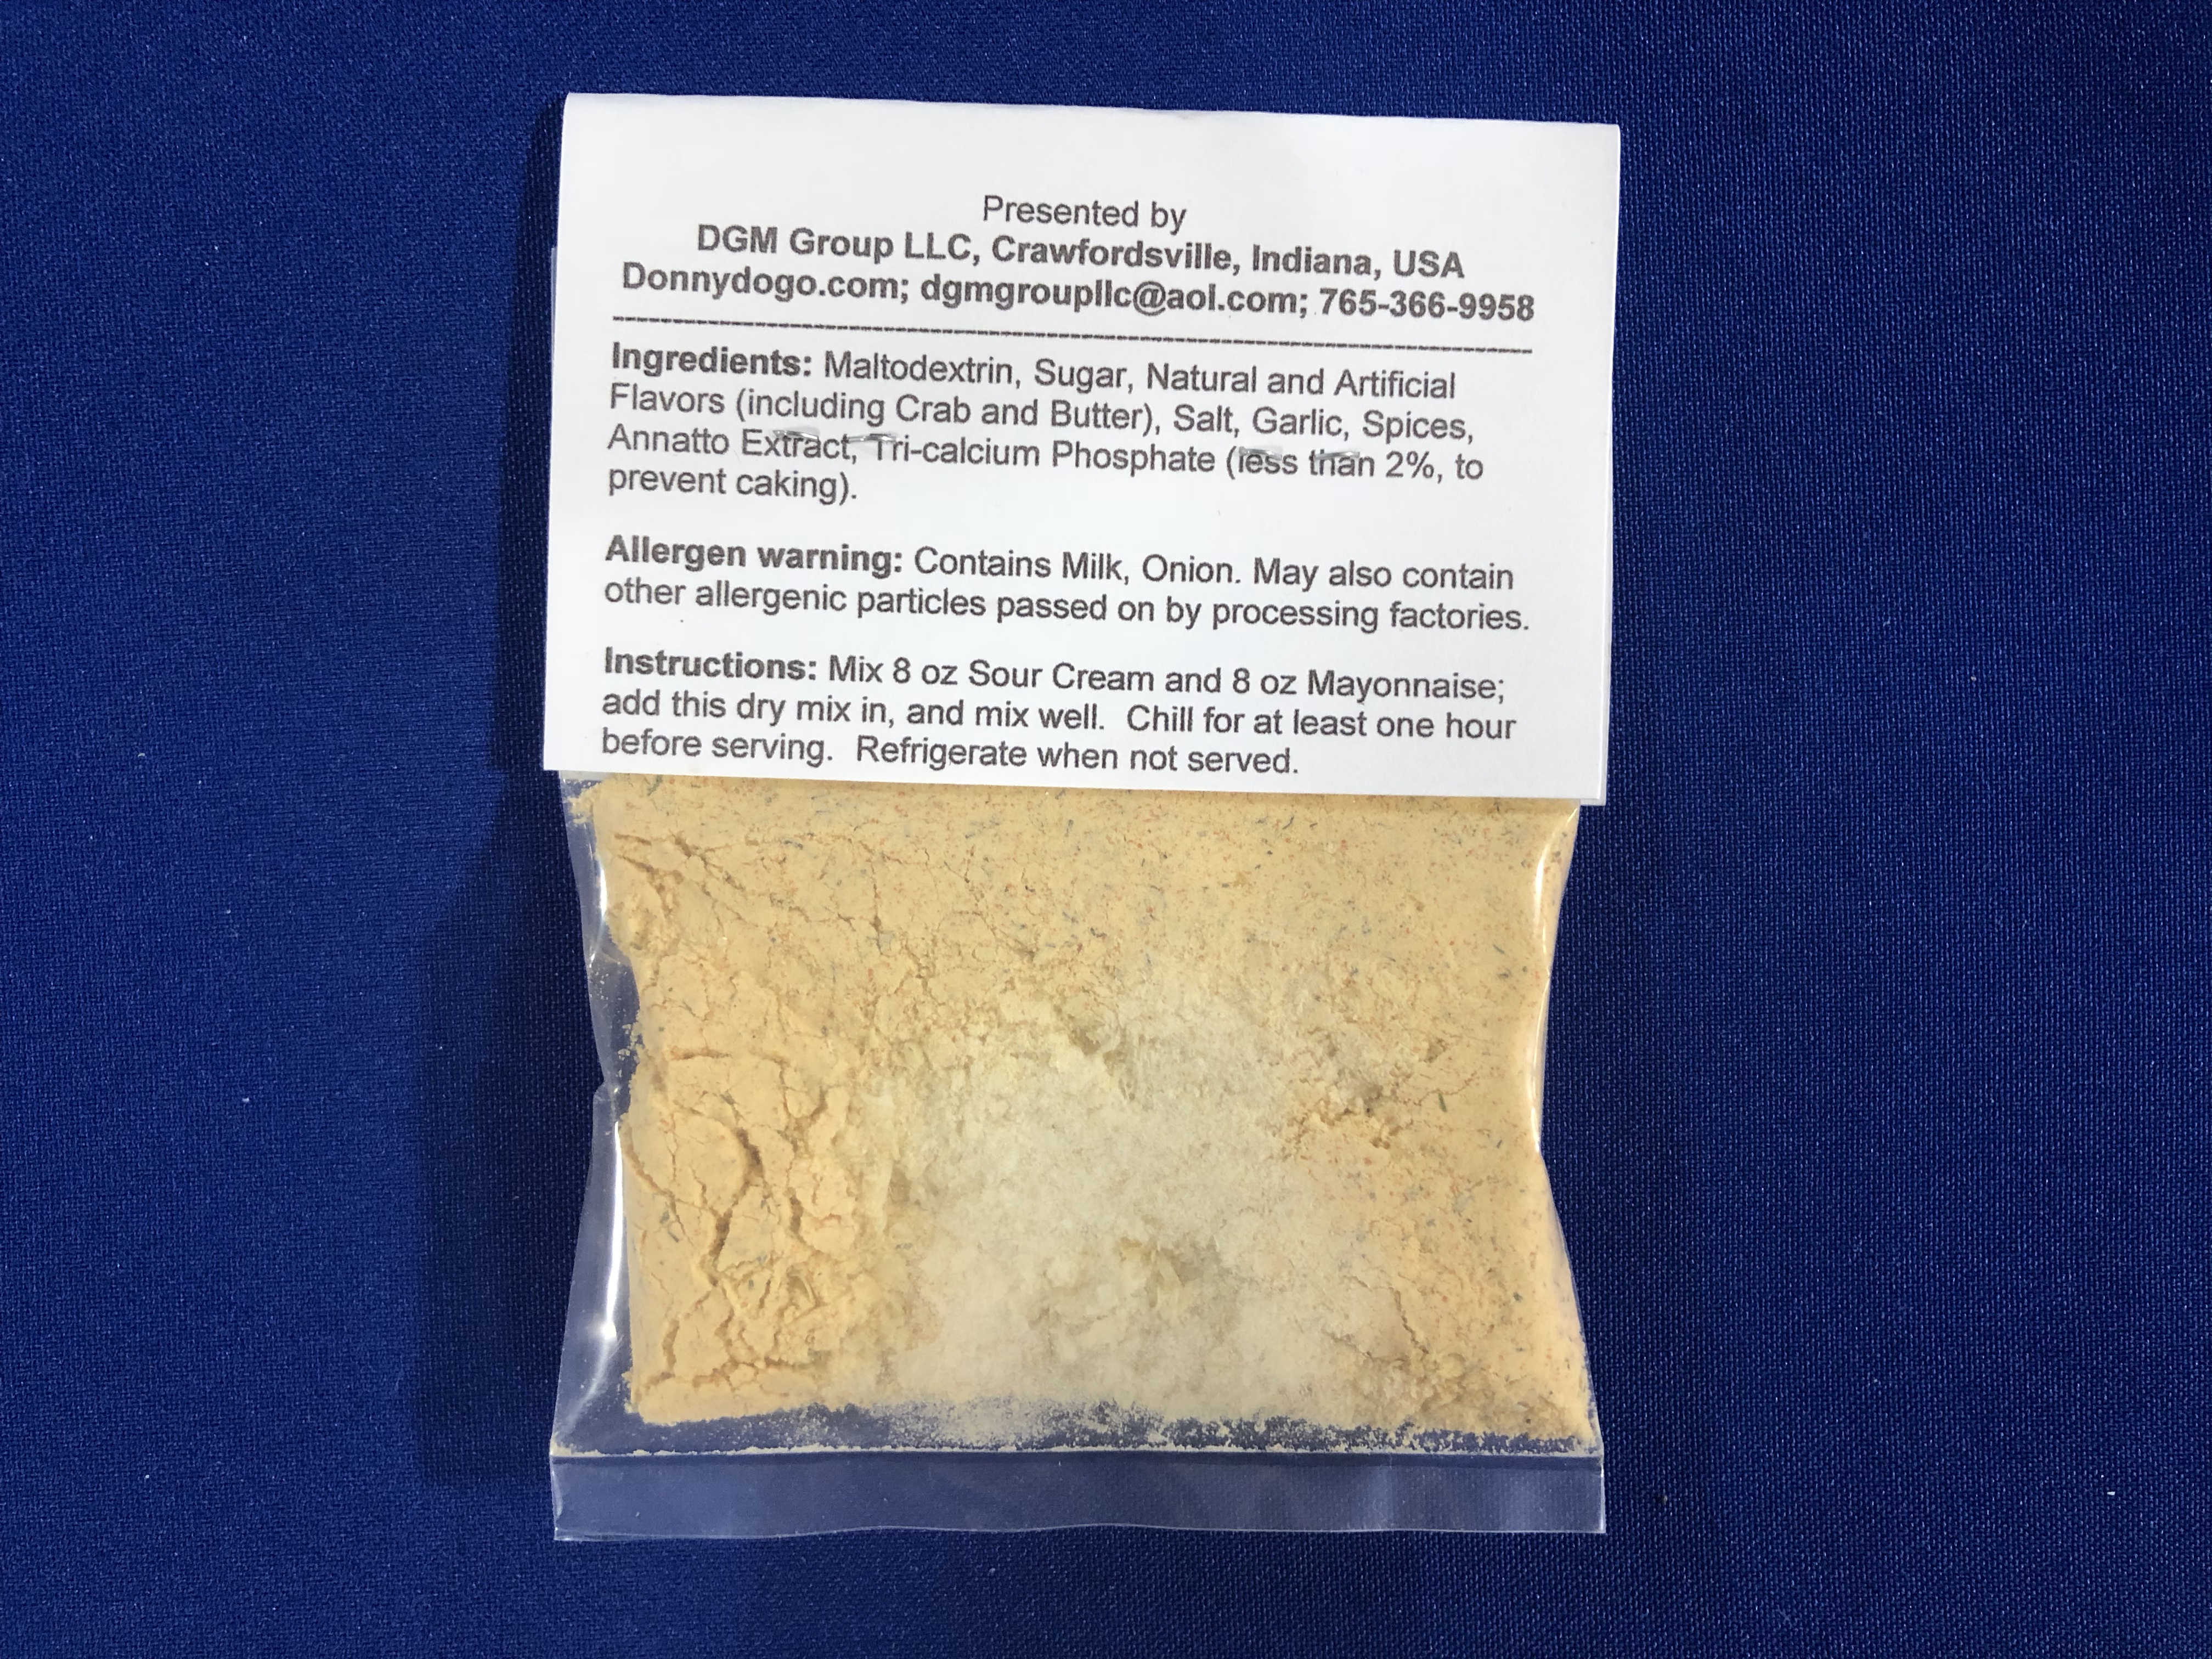 Presented by
DGM Group LLC, Crawfordsville, Indiana, USA
Donnydogo.com; dgmgroupllc@aol.com; 765-366-9958
Ingredients: Maltodextrin, Sugar, Natural and Artificial
Flavors (including Crab and Butter), Salt, Garlic, Spices,
Annatto Extract, Tri-calcium Phosphate (less than 2%, to
prevent caking).
Allergen warning: Contains Milk, Onion. May also contain
other allergenic particles passed on by processing factories.
Instructions: Mix 8 oz Sour Cream and 8 oz Mayonnaise;
add this dry mix in, and mix well. Chill for at least one hour
before serving. Refrigerate when not served.